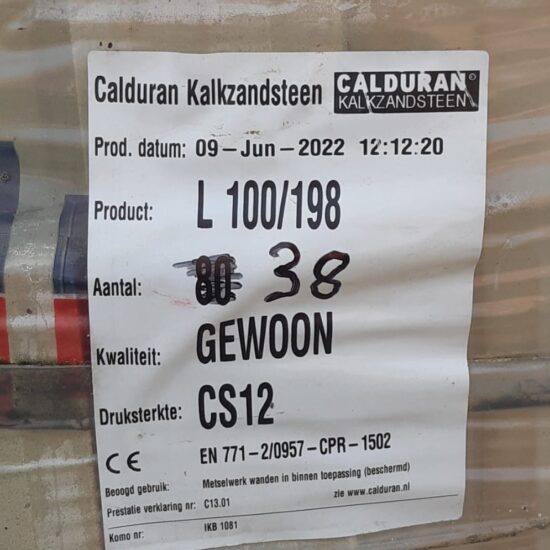 Calduran Kalkzandsteen CALDURAN©
KALKZANDSTEEN
Prod. datum: 09-Jun-2022 12:12:20
Product: L 100/198
Aantal: 80 38
Kwaliteit: GEWOON
Druksterkte: CS12
CE EN 771-2/0957-CPR-1502
Beoogd gebruik: Metselwerk wanden in binnen toepassing (beschermd)
Prestatie verklaring nr: C13.01 zie www.calduran.nl
Komo nr: IKB 1081